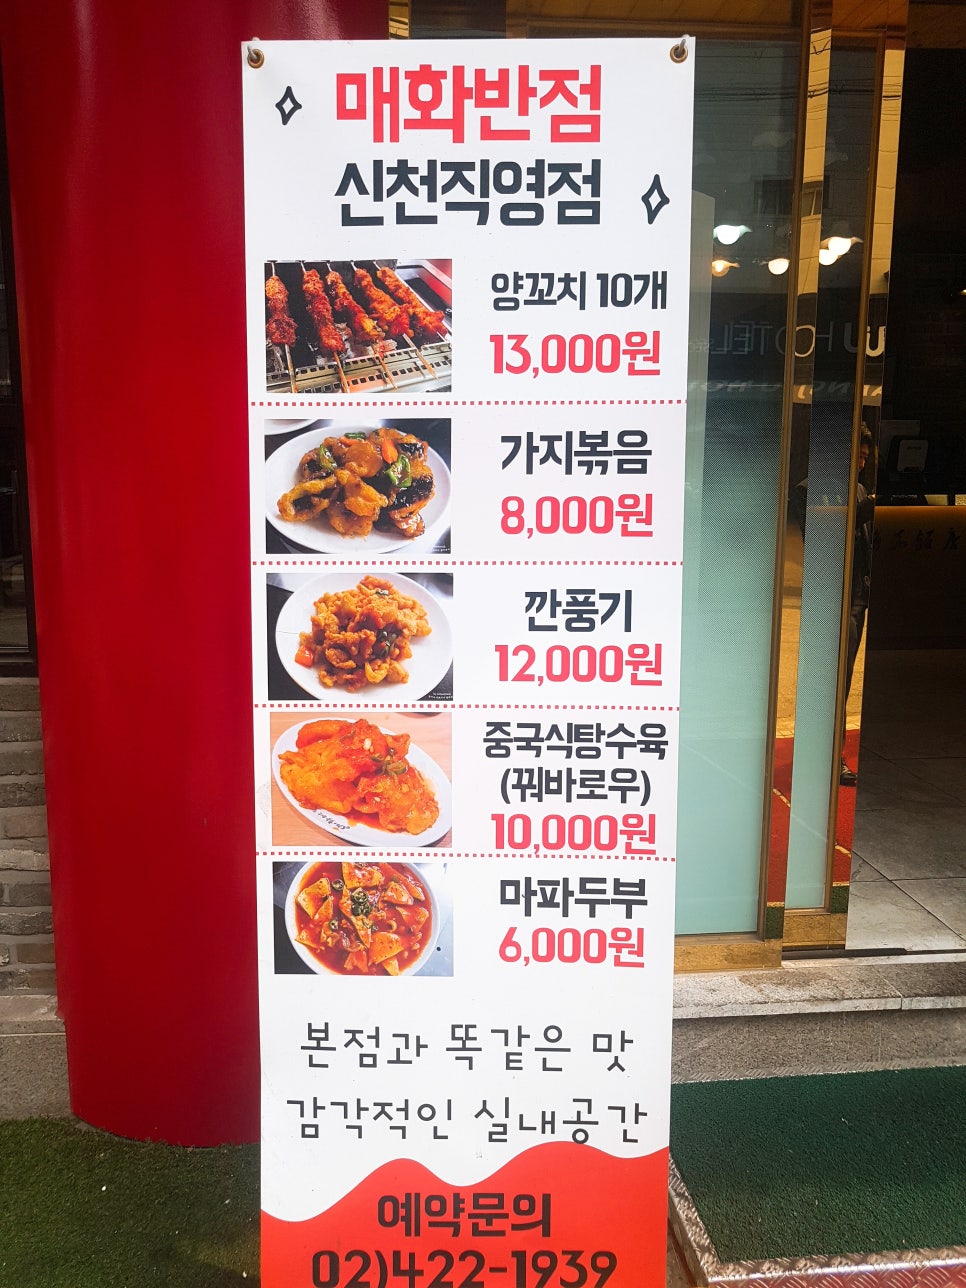 매화반점
신천직영점
양꼬치 10개
13,000원
가지볶음
8,000원
깐풍기
12,000원
중국식탕수육
(꿔바로우)
10,000원
마파두부
6,000원
본점과 똑같은 맛
감각적인 실내공간
예약문의
02)422-1939
HOTEL